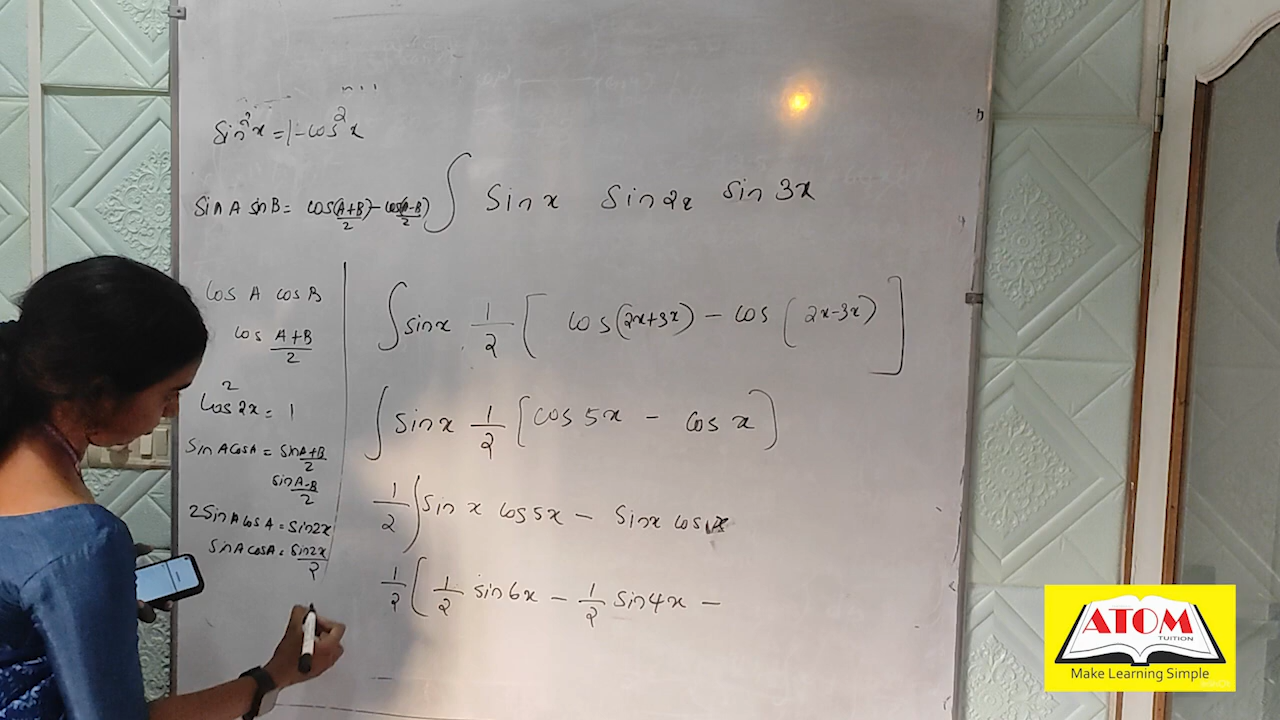 sin²x = 1 - cos²x
∫ sin x sin 2x sin 3x
sin A sin B = cos (A+B)/2 - cos (A-B)/2
∫ sin x 1/2 [ cos (2x+3x) - cos (2x-3x) ]
∫ sin x 1/2 [ cos 5x - cos x ]
1/2 ∫ sin x cos 5x - sin x cos x
1/2 [ 1/2 sin 6x - 1/2 sin 4x -
cos A cos B
cos (A+B)/2
cos² 2x = 1
sin A cos A = sin (A+B)/2
sin (A-B)/2
2 sin A cos A = sin 2x
sin A cos A = sin 2x/2
ATOM
TUITION
Make Learning Simple